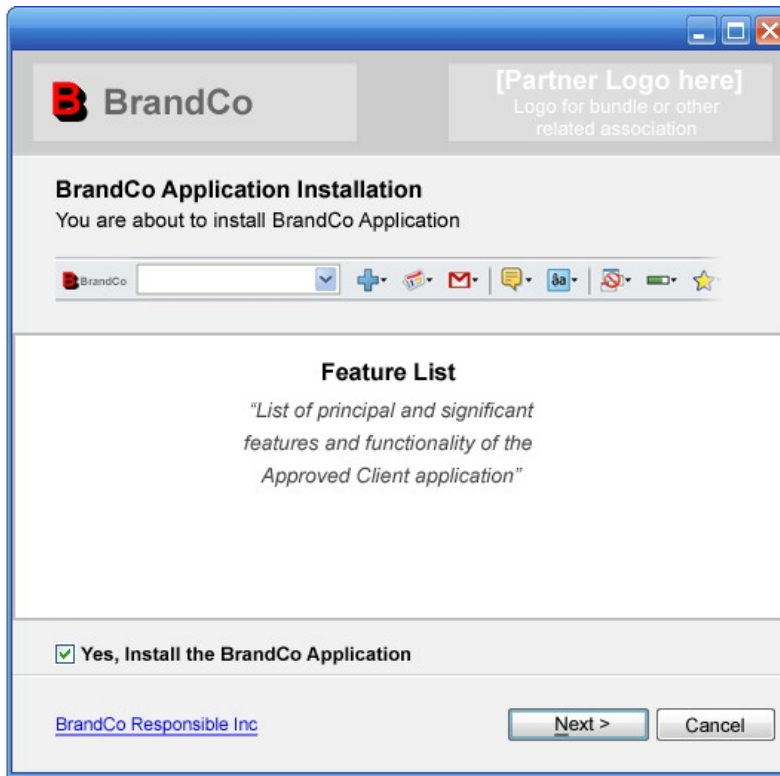 B BrandCo
[Partner Logo here]
Logo for bundle or other
related association
BrandCo Application Installation
You are about to install BrandCo Application
B BrandCo
âa
Feature List
“List of principal and significant
features and functionality of the
Approved Client application”
Yes, Install the BrandCo Application
BrandCo Responsible Inc
Next >
Cancel